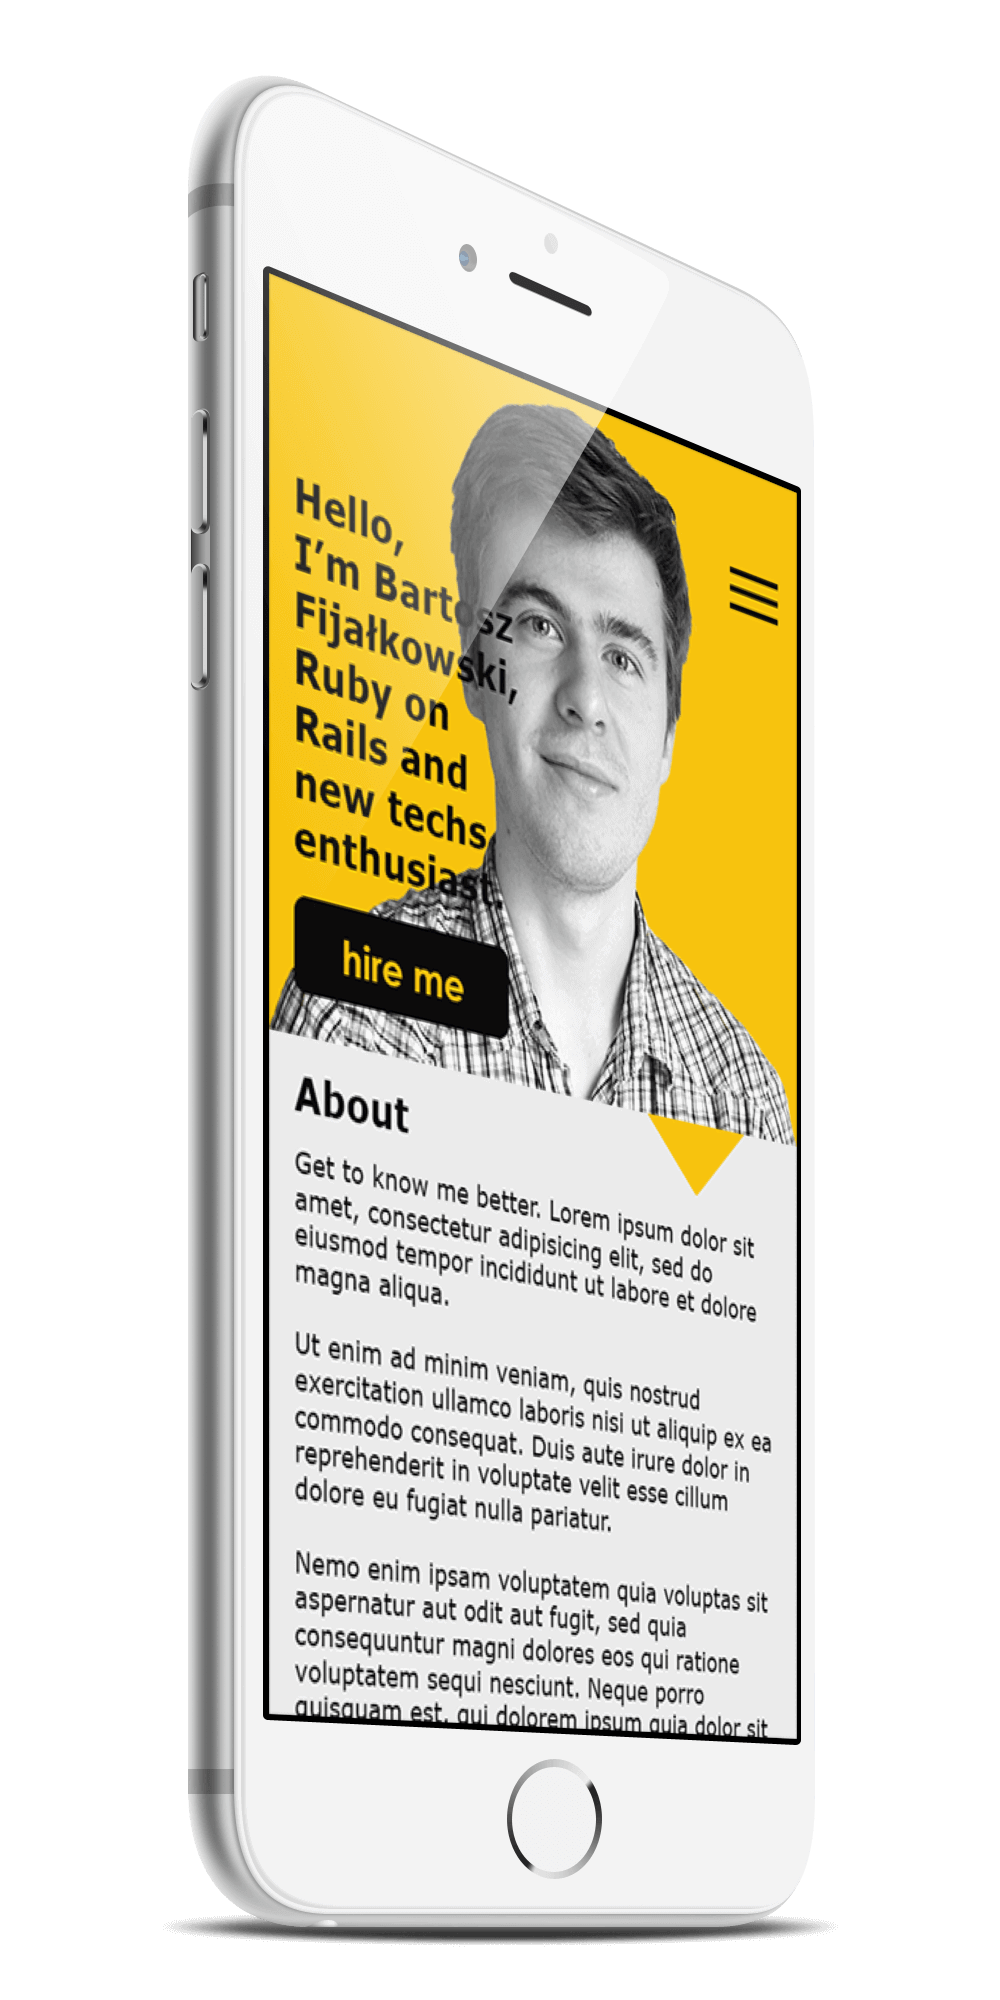 Hello,
I’m Bartosz
Fijałkowski,
Ruby on
Rails and
new techs
enthusiast.
hire me
About
Get to know me better. Lorem ipsum dolor sit
amet, consectetur adipisicing elit, sed do
eiusmod tempor incididunt ut labore et dolore
magna aliqua.
Ut enim ad minim veniam, quis nostrud
exercitation ullamco laboris nisi ut aliquip ex ea
commodo consequat. Duis aute irure dolor in
reprehenderit in voluptate velit esse cillum
dolore eu fugiat nulla pariatur.
Nemo enim ipsam voluptatem quia voluptas sit
aspernatur aut odit aut fugit, sed quia
consequuntur magni dolores eos qui ratione
voluptatem sequi nesciunt. Neque porro
quisquam est, qui dolorem ipsum quia dolor sit